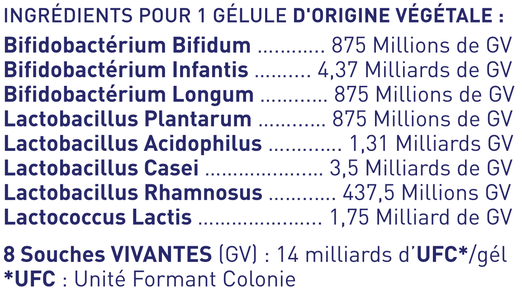 INGRÉDIENTS POUR 1 GÉLULE D'ORIGINE VÉGÉTALE :
Bifidobactérium Bifidum ............ 875 Millions de GV
Bifidobactérium Infantis .......... 4,37 Milliards de GV
Bifidobactérium Longum ............ 875 Millions de GV
Lactobacillus Plantarum ............ 875 Millions de GV
Lactobacillus Acidophilus ............. 1,31 Milliards GV
Lactobacillus Casei ..................... 3,5 Milliards de GV
Lactobacillus Rhamnosus ............ 437,5 Millions GV
Lactococcus Lactis ...................... 1,75 Milliard de GV
8 Souches VIVANTES (GV) : 14 milliards d’UFC*/gél
*UFC : Unité Formant Colonie